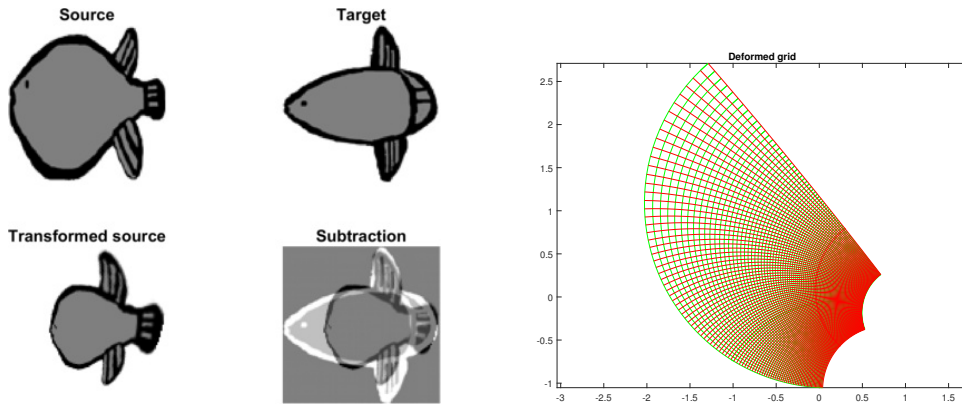 Source
Target
Transformed source
Subtraction
Deformed grid
2.5
2
1.5
1
0.5
0
-0.5
-1
-3 -2.5 -2 -1.5 -1 -0.5 0 0.5 1 1.5